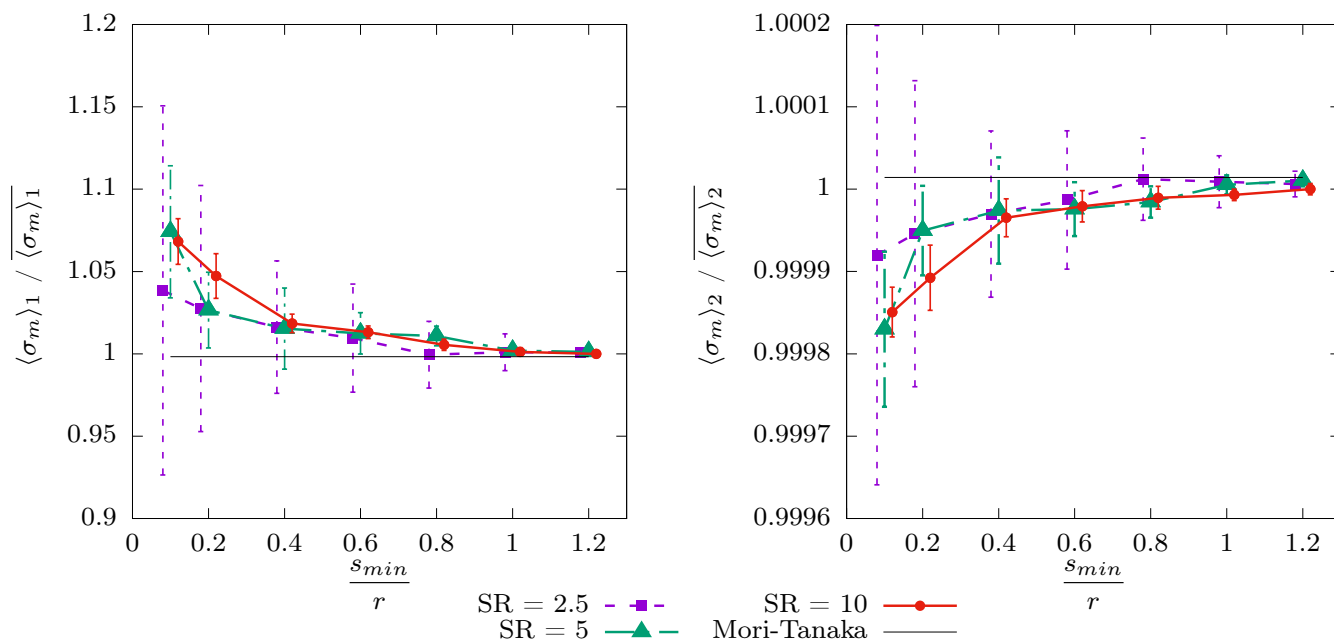 1.2
1.15
1.1
1.05
1
0.95
0.9
⟨σm⟩1 / ⟨σm⟩1
0 0.2 0.4 0.6 0.8 1 1.2
smin
r
1.0002
1.0001
1
0.9999
0.9998
0.9997
0.9996
⟨σm⟩2 / ⟨σm⟩2
0 0.2 0.4 0.6 0.8 1 1.2
smin
r
SR = 2.5
SR = 5
SR = 10
Mori-Tanaka